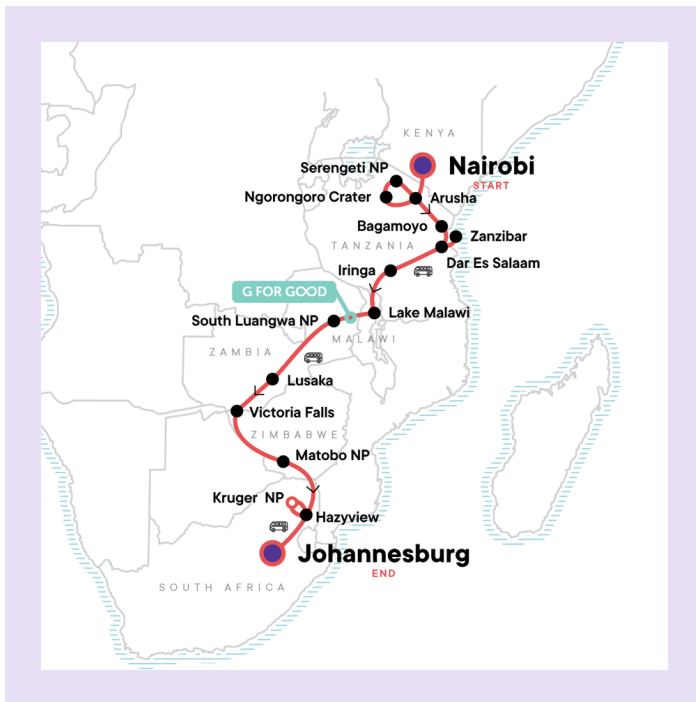 KENYA
Serengeti NP
Nairobi
START
Ngorongoro Crater
Arusha
Bagamoyo
Zanzibar
TANZANIA
Dar Es Salaam
Iringa
G FOR GOOD
Lake Malawi
South Luangwa NP
MALAWI
ZAMBIA
Lusaka
Victoria Falls
ZIMBABWE
Matobo NP
Kruger NP
Hazyview
Johannesburg
END
SOUTH AFRICA